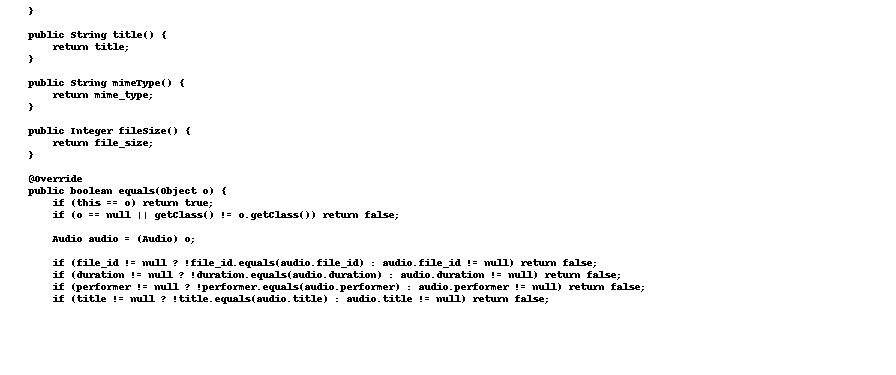 }
public String title() {
return title;
}
public String mimeType() {
return mime_type;
}
public Integer fileSize() {
return file_size;
}
@Override
public boolean equals(Object o) {
if (this == o) return true;
if (o == null || getClass() != o.getClass()) return false;
Audio audio = (Audio) o;
if (file_id != null ? !file_id.equals(audio.file_id) : audio.file_id != null) return false;
if (duration != null ? !duration.equals(audio.duration) : audio.duration != null) return false;
if (performer != null ? !performer.equals(audio.performer) : audio.performer != null) return false;
if (title != null ? !title.equals(audio.title) : audio.title != null) return false;